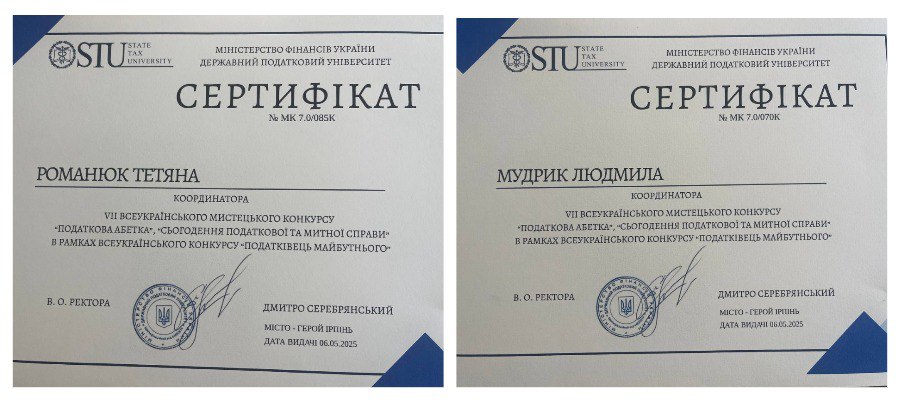 STU STATE
TAX
UNIVERSITY
МІНІСТЕРСТВО ФІНАНСІВ УКРАЇНИ
ДЕРЖАВНИЙ ПОДАТКОВИЙ УНІВЕРСИТЕТ
СЕРТИФІКАТ
№ МК 7.0/085К
РОМАНЮК ТЕТЯНА
КООРДИНАТОРА
VII ВСЕУКРАЇНСЬКОГО МИСТЕЦЬКОГО КОНКУРСУ
"ПОДАТКОВА АБЕТКА", "СЬОГОДЕННЯ ПОДАТКОВОЇ ТА МИТНОЇ СПРАВИ"
В РАМКАХ ВСЕУКРАЇНСЬКОГО КОНКУРСУ "ПОДАТКІВЕЦЬ МАЙБУТНЬОГО"
В. О. РЕКТОРА
ДМИТРО СЕРЕБРЯНСЬКИЙ
МІСТО - ГЕРОЙ ІРПІНЬ
ДАТА ВИДАЧІ 06.05.2025
STU STATE
TAX
UNIVERSITY
МІНІСТЕРСТВО ФІНАНСІВ УКРАЇНИ
ДЕРЖАВНИЙ ПОДАТКОВИЙ УНІВЕРСИТЕТ
СЕРТИФІКАТ
№ МК 7.0/070К
МУДРИК ЛЮДМИЛА
КООРДИНАТОРА
VII ВСЕУКРАЇНСЬКОГО МИСТЕЦЬКОГО КОНКУРСУ
"ПОДАТКОВА АБЕТКА", "СЬОГОДЕННЯ ПОДАТКОВОЇ ТА МИТНОЇ СПРАВИ"
В РАМКАХ ВСЕУКРАЇНСЬКОГО КОНКУРСУ "ПОДАТКІВЕЦЬ МАЙБУТНЬОГО"
В. О. РЕКТОРА
ДМИТРО СЕРЕБРЯНСЬКИЙ
МІСТО - ГЕРОЙ ІРПІНЬ
ДАТА ВИДАЧІ 06.05.2025